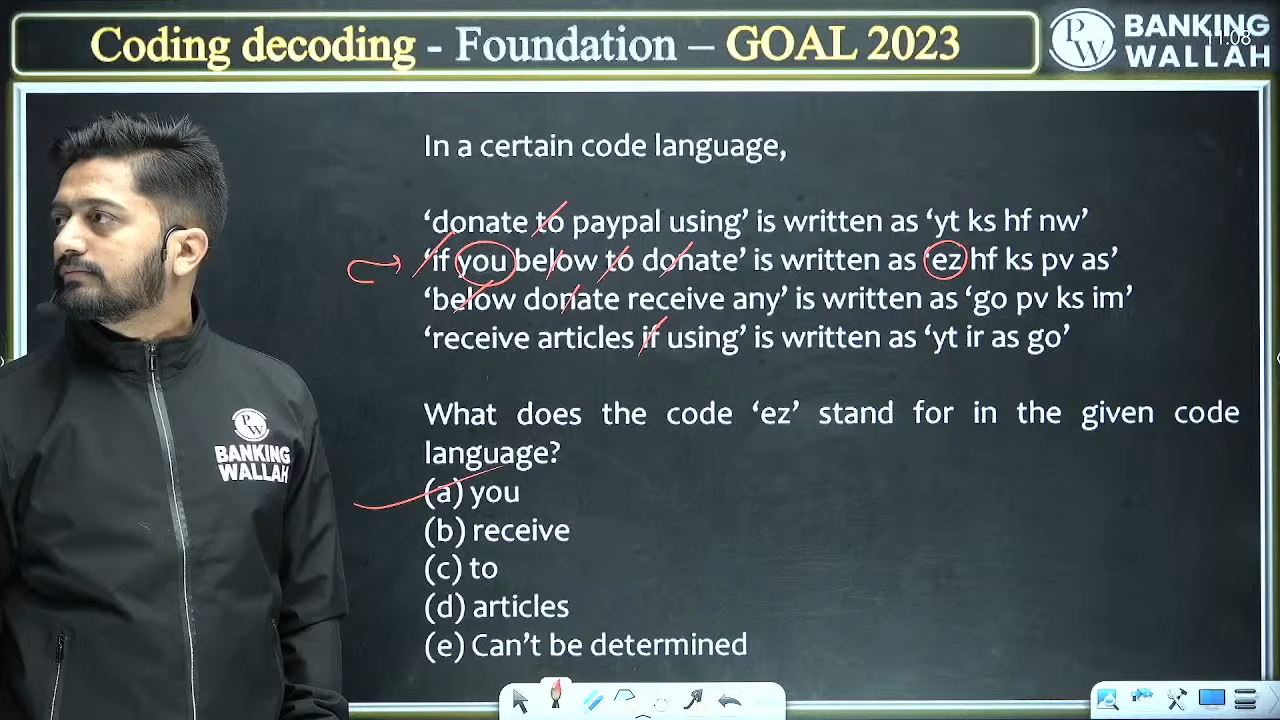 Coding decoding - Foundation – GOAL 2023
PW
BANKING
WALLAH
11:08
In a certain code language,
‘donate to paypal using’ is written as ‘yt ks hf nw’
‘if you below to donate’ is written as ‘ez hf ks pv as’
‘below donate receive any’ is written as ‘go pv ks im’
‘receive articles if using’ is written as ‘yt ir as go’
What does the code ‘ez’ stand for in the given code
language?
(a) you
(b) receive
(c) to
(d) articles
(e) Can’t be determined
PW
BANKING
WALLAH